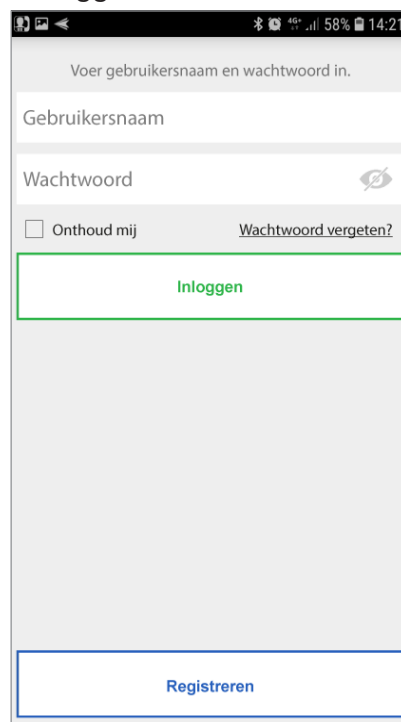 58% 14:21
Voer gebruikersnaam en wachtwoord in.
Gebruikersnaam
Wachtwoord
Onthoud mij Wachtwoord vergeten?
Inloggen
Registreren